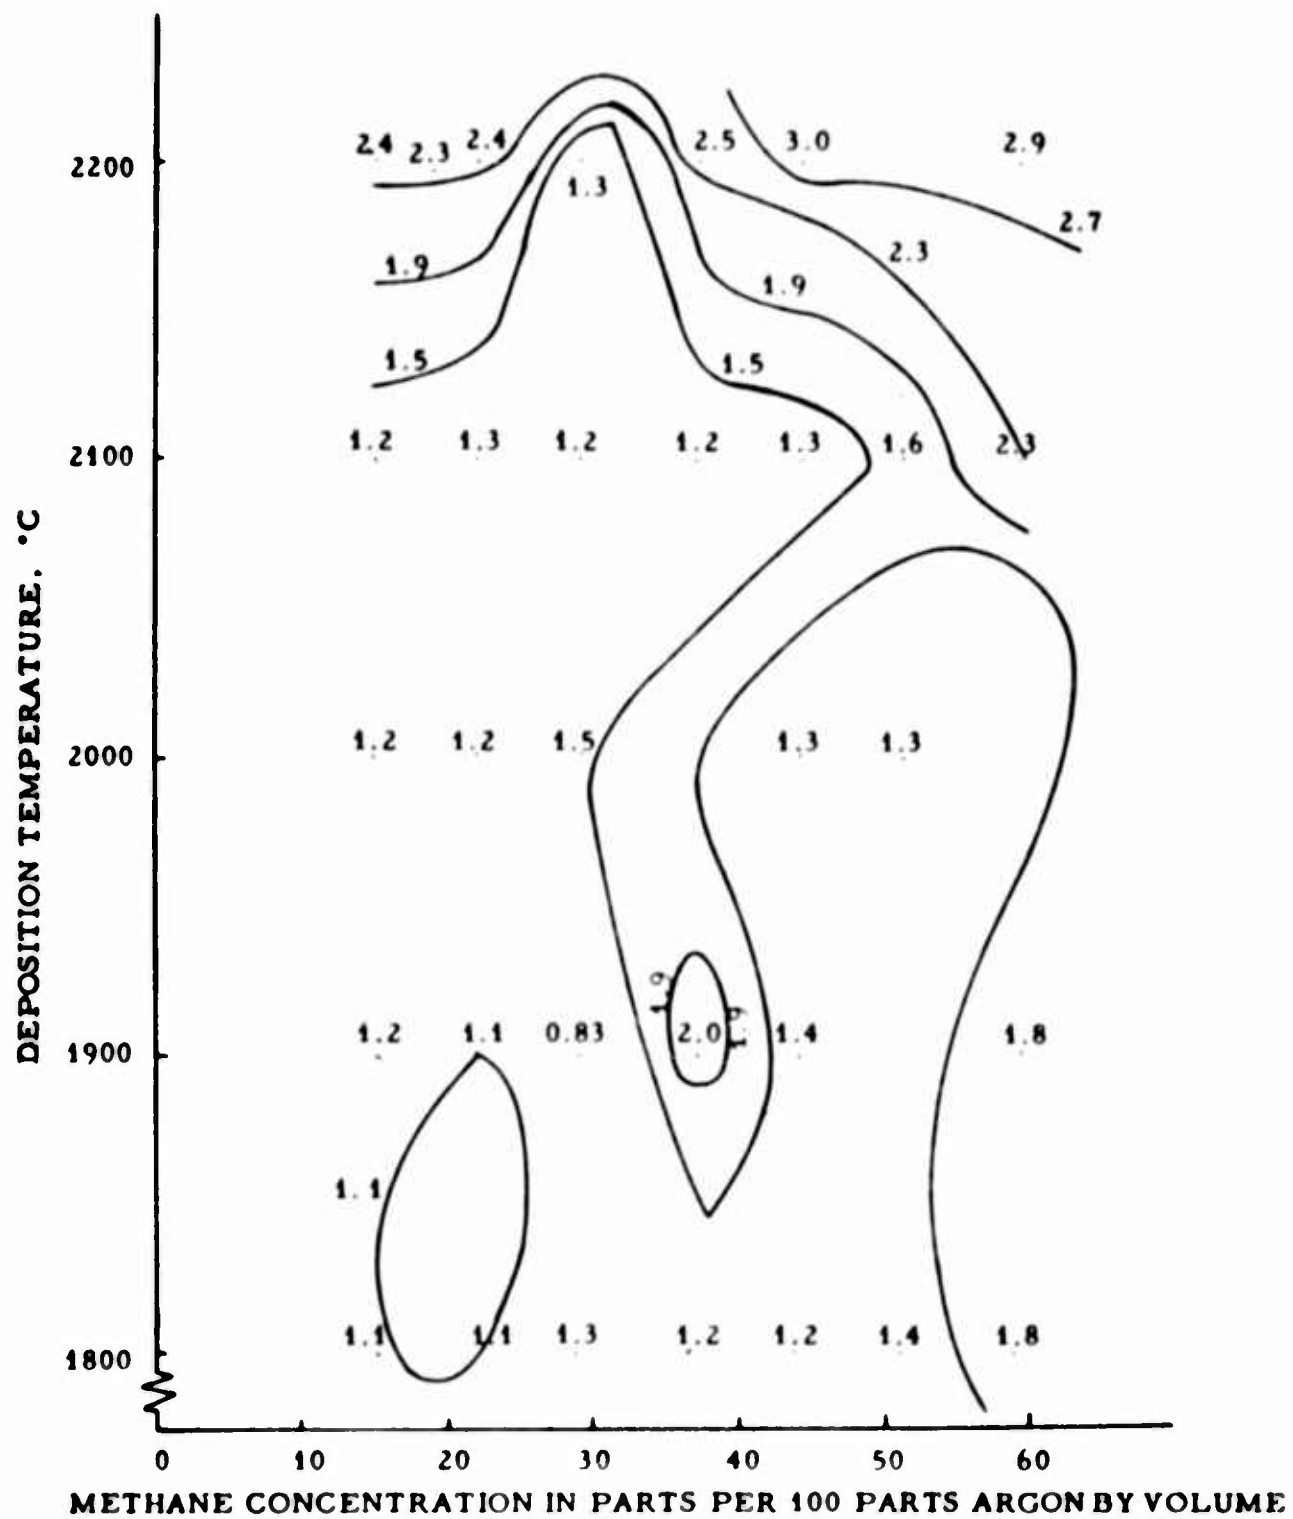 2.4 2.3 2.4 2.5 3.0 2.9
2200
1.3
2.7
2.3
1.9 1.9
1.5 1.5
1.2 1.3 1.2 1.2 1.3 1.6 2.3
2100
1.2 1.2 1.5 1.3 1.3
2000
1.9
1.9
1.2 1.1 0.83 2.0 1.4 1.8
1900
1.1
1.1 1.1 1.3 1.2 1.2 1.4 1.8
1800
DEPOSITION TEMPERATURE, °C
0 10 20 30 40 50 60
METHANE CONCENTRATION IN PARTS PER 100 PARTS ARGON BY VOLUME